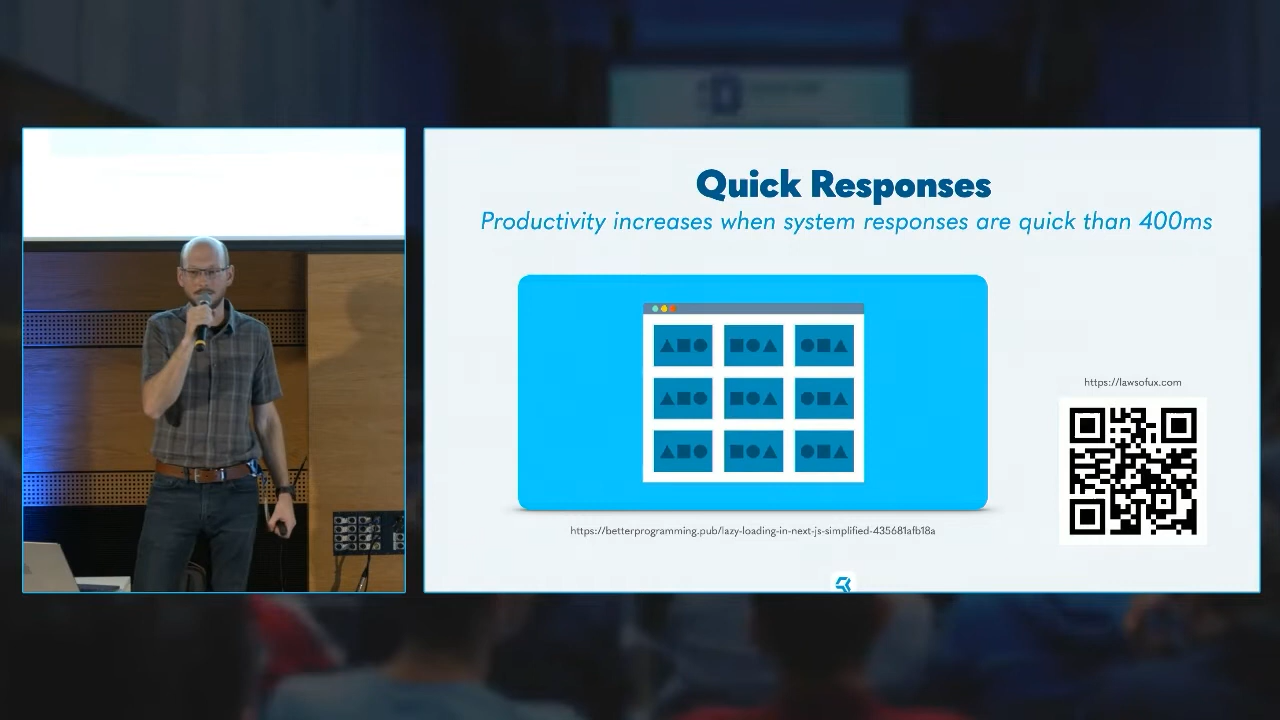 Quick Responses
Productivity increases when system responses are quick than 400ms
https://lawsofux.com
https://betterprogramming.pub/lazy-loading-in-next-js-simplified-435681afb18a